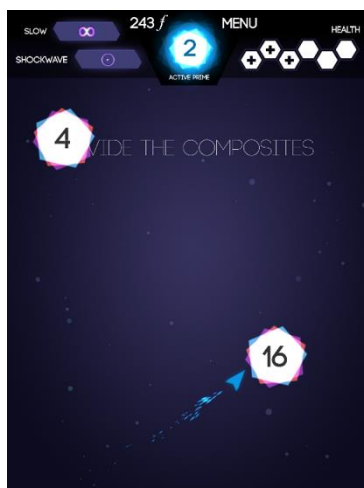 SLOW ∞ 243 ƒ MENU HEALTH
2
SHOCKWAVE
ACTIVE PRIME
4 VIDE THE COMPOSITES
16